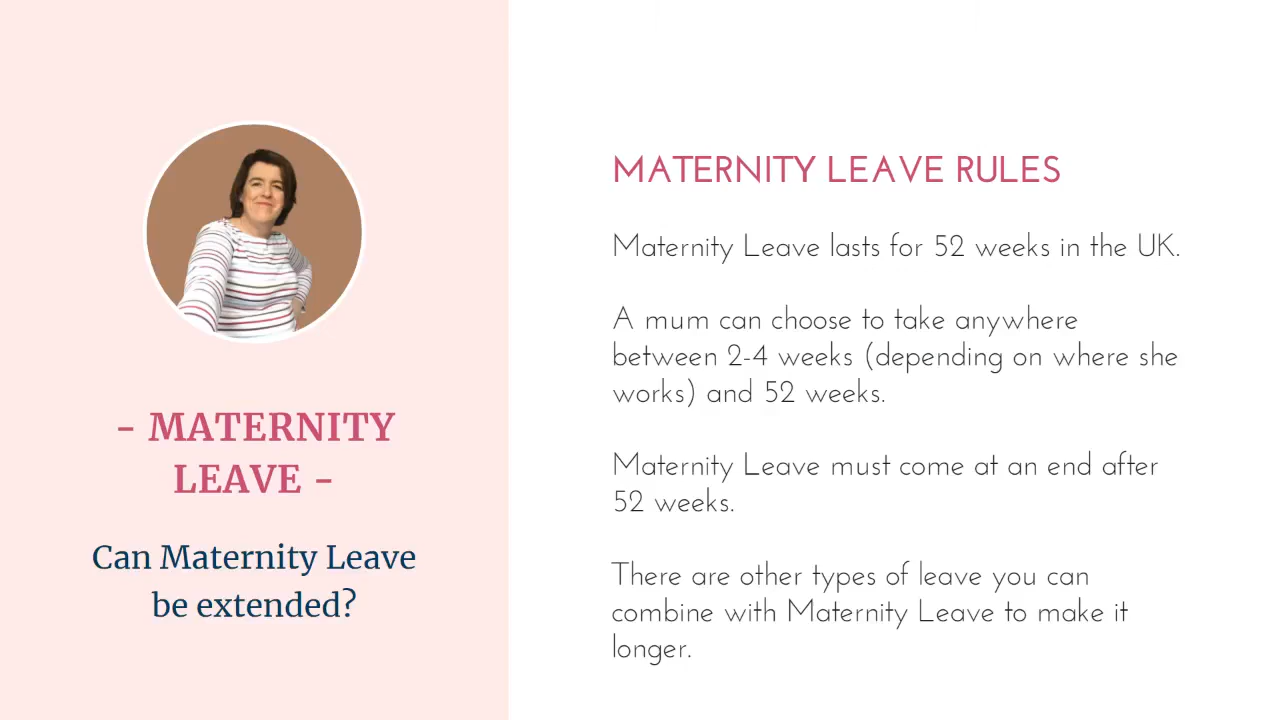 - MATERNITY
LEAVE -
Can Maternity Leave
be extended?
MATERNITY LEAVE RULES
Maternity Leave lasts for 52 weeks in the UK.
A mum can choose to take anywhere
between 2-4 weeks (depending on where she
works) and 52 weeks.
Maternity Leave must come at an end after
52 weeks.
There are other types of leave you can
combine with Maternity Leave to make it
longer.